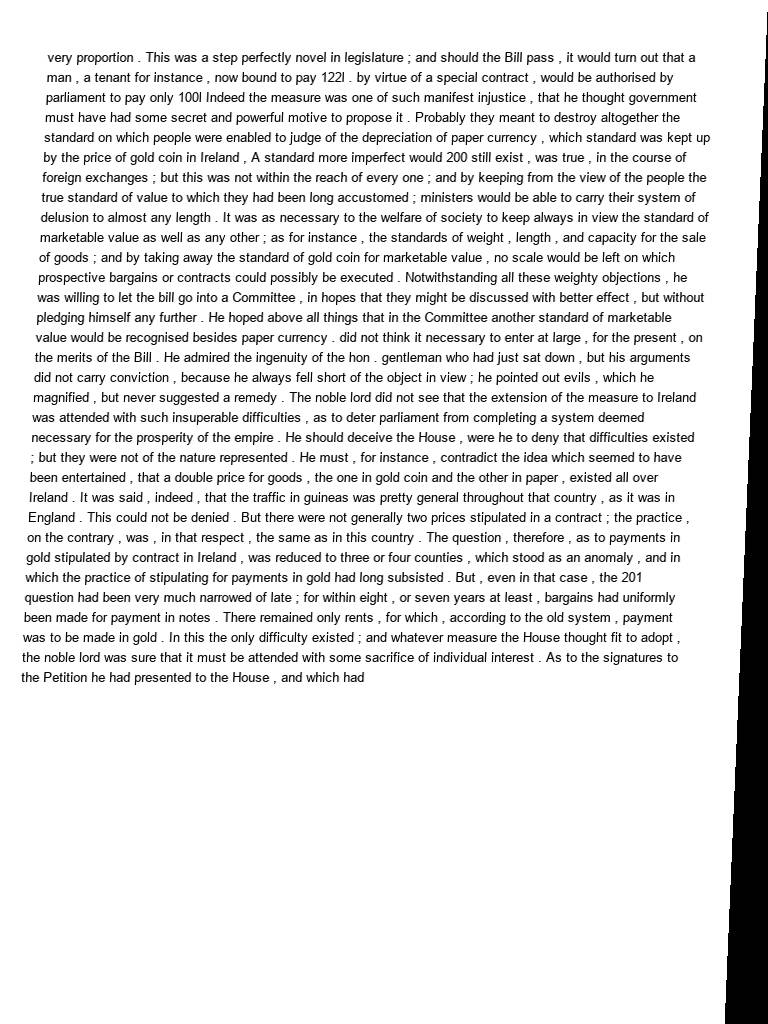 very proportion . This was a step perfectly novel in legislature ; and should the Bill pass , it would turn out that a
man , a tenant for instance , now bound to pay 122l . by virtue of a special contract , would be authorised by
parliament to pay only 100l Indeed the measure was one of such manifest injustice , that he thought government
must have had some secret and powerful motive to propose it . Probably they meant to destroy altogether the
standard on which people were enabled to judge of the depreciation of paper currency , which standard was kept up
by the price of gold coin in Ireland , A standard more imperfect would 200 still exist , was true , in the course of
foreign exchanges ; but this was not within the reach of every one ; and by keeping from the view of the people the
true standard of value to which they had been long accustomed ; ministers would be able to carry their system of
delusion to almost any length . It was as necessary to the welfare of society to keep always in view the standard of
marketable value as well as any other ; as for instance , the standards of weight , length , and capacity for the sale
of goods ; and by taking away the standard of gold coin for marketable value , no scale would be left on which
prospective bargains or contracts could possibly be executed . Notwithstanding all these weighty objections , he
was willing to let the bill go into a Committee , in hopes that they might be discussed with better effect , but without
pledging himself any further . He hoped above all things that in the Committee another standard of marketable
value would be recognised besides paper currency . did not think it necessary to enter at large , for the present , on
the merits of the Bill . He admired the ingenuity of the hon . gentleman who had just sat down , but his arguments
did not carry conviction , because he always fell short of the object in view ; he pointed out evils , which he
magnified , but never suggested a remedy . The noble lord did not see that the extension of the measure to Ireland
was attended with such insuperable difficulties , as to deter parliament from completing a system deemed
necessary for the prosperity of the empire . He should deceive the House , were he to deny that difficulties existed
; but they were not of the nature represented . He must , for instance , contradict the idea which seemed to have
been entertained , that a double price for goods , the one in gold coin and the other in paper , existed all over
Ireland . It was said , indeed , that the traffic in guineas was pretty general throughout that country , as it was in
England . This could not be denied . But there were not generally two prices stipulated in a contract ; the practice ,
on the contrary , was , in that respect , the same as in this country . The question , therefore , as to payments in
gold stipulated by contract in Ireland , was reduced to three or four counties , which stood as an anomaly , and in
which the practice of stipulating for payments in gold had long subsisted . But , even in that case , the 201
question had been very much narrowed of late ; for within eight , or seven years at least , bargains had uniformly
been made for payment in notes . There remained only rents , for which , according to the old system , payment
was to be made in gold . In this the only difficulty existed ; and whatever measure the House thought fit to adopt ,
the noble lord was sure that it must be attended with some sacrifice of individual interest . As to the signatures to
the Petition he had presented to the House , and which had